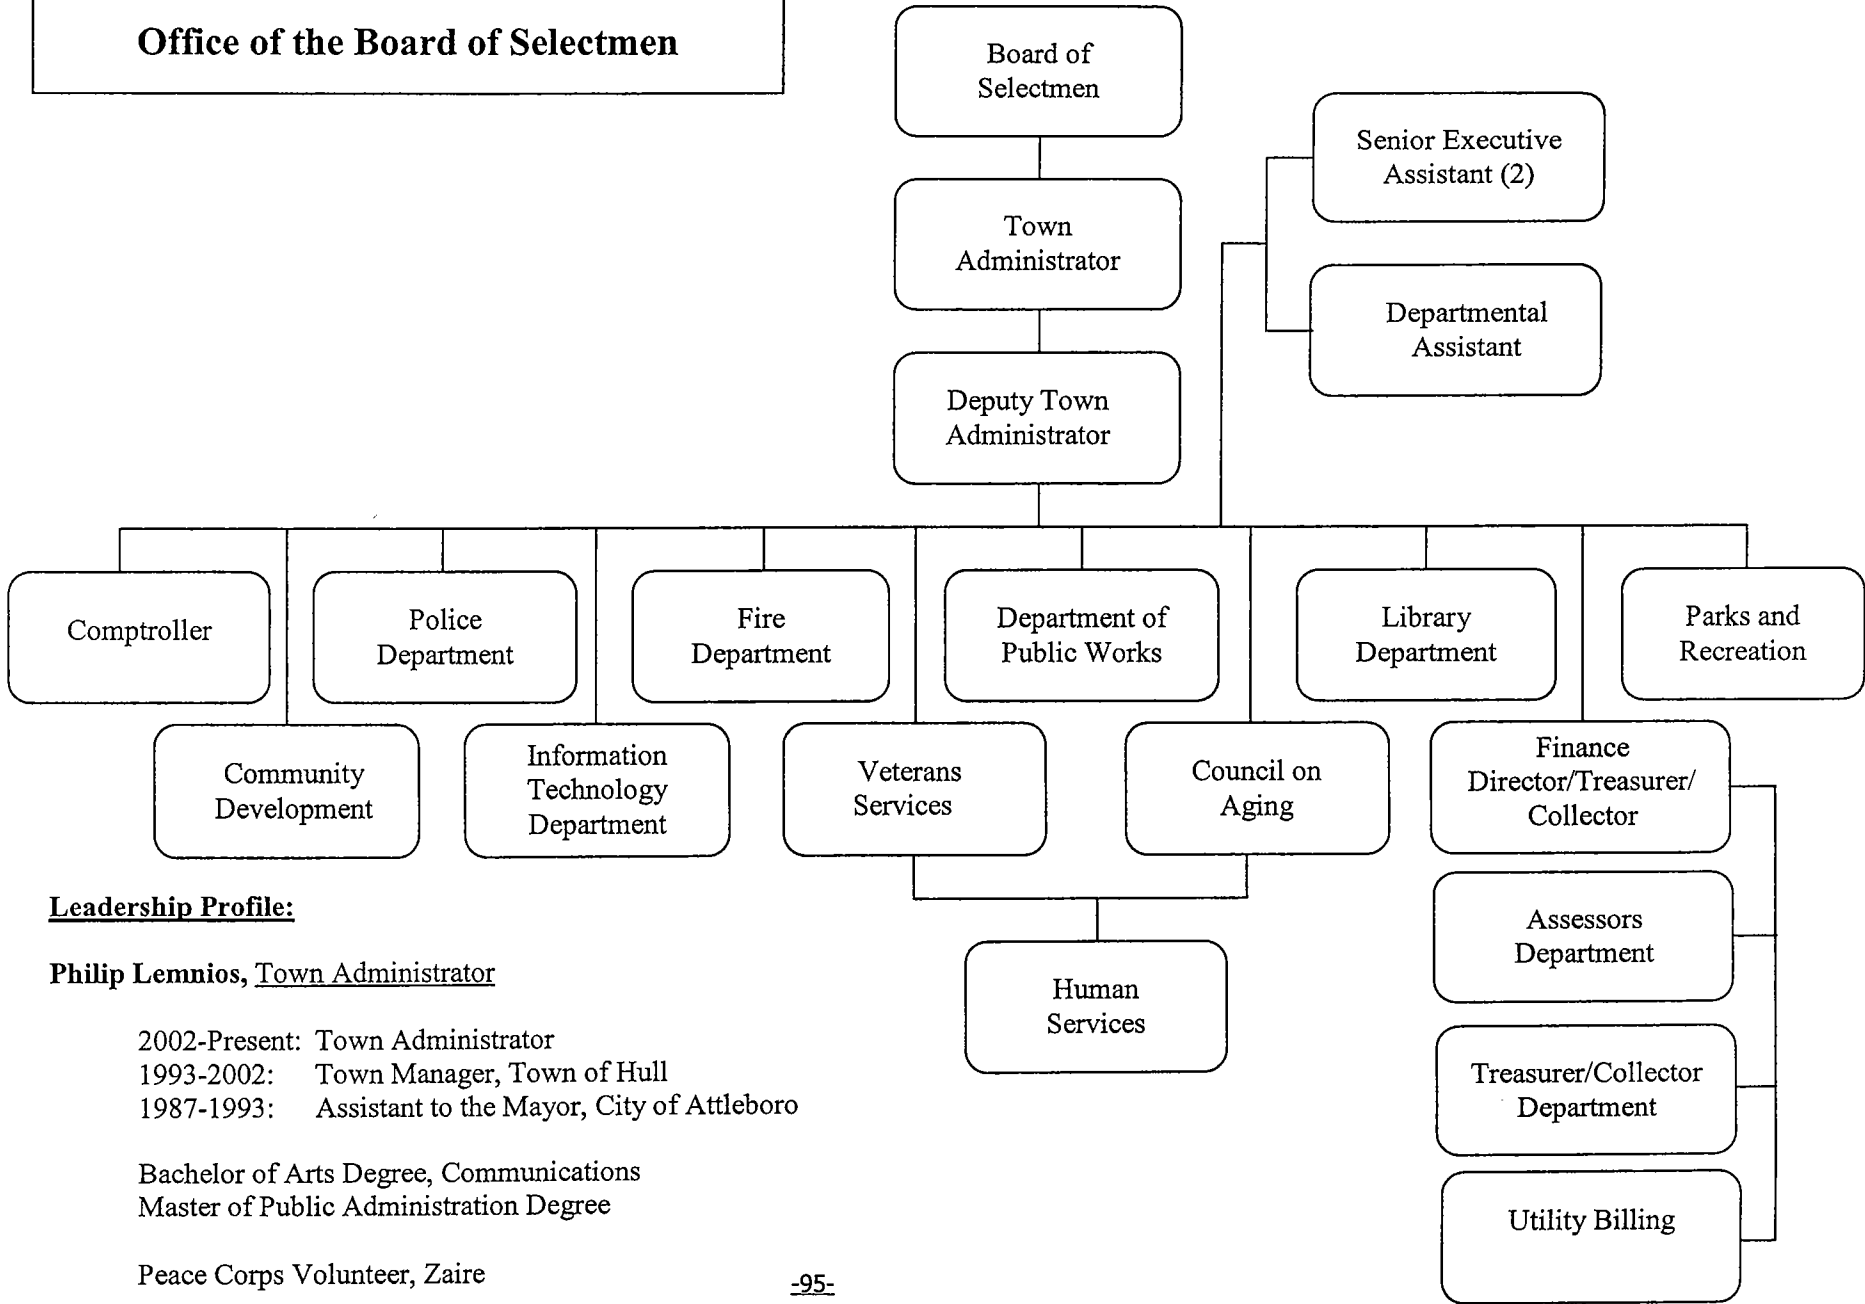 Office of the Board of Selectmen
Board of
Selectmen
Senior Executive
Assistant (2)
Town
Administrator
Departmental
Assistant
Deputy Town
Administrator
Comptroller
Police
Department
Fire
Department
Department of
Public Works
Library
Department
Parks and
Recreation
Community
Development
Information
Technology
Department
Veterans
Services
Council on
Aging
Finance
Director/Treasurer/
Collector
Assessors
Department
Human
Services
Treasurer/Collector
Department
Utility Billing
Leadership Profile:
Philip Lemnios, Town Administrator
2002-Present: Town Administrator
1993-2002: Town Manager, Town of Hull
1987-1993: Assistant to the Mayor, City of Attleboro
Bachelor of Arts Degree, Communications
Master of Public Administration Degree
Peace Corps Volunteer, Zaire
-95-